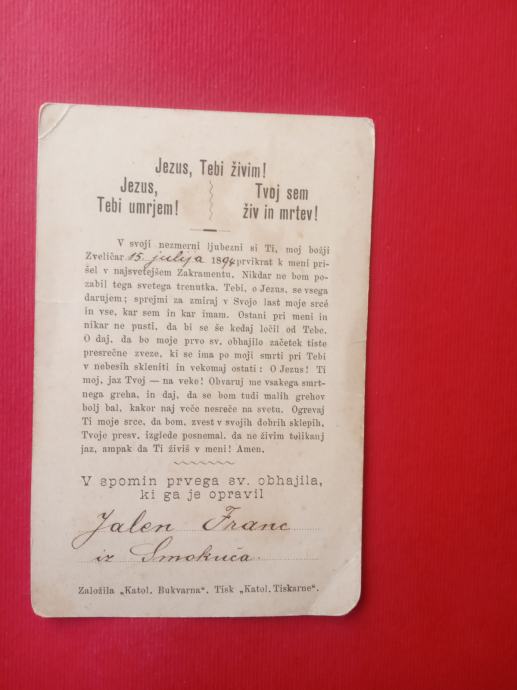 Jezus, Tebi živim!
Jezus,
Tebi umrjem!
Tvoj sem
živ in mrtev!
V svoji nezmerni ljubezni si Ti, moj božji
Zveličar 15. julija 1894 prvikrat k meni pri-
šel v najsvetejšem Zakramentu. Nikdar ne bom po-
zabil tega svetega trenutka. Tebi, o Jezus, se vsega
darujem; sprejmi za zmiraj v Svojo last moje srcé
in vse, kar sem in kar imam. Ostani pri meni in
nikar ne pusti, da bi se še kedaj ločil od Tebe.
O daj, da bo moje prvo sv. obhajilo začetek tiste
presrečne zveze, ki se ima po moji smrti pri Tebi
v nebesih skleniti in vekomaj ostati: O Jezus! Ti
moj, jaz Tvoj — na veke! Obvaruj me vsakega smrt-
nega greha, in daj, da se bom tudi malih grehov
bolj bal, kakor naj veče nesreče na svetu. Ogrevaj
Ti moje srce, da bom, zvest v svojih dobrih sklepih,
Tvoje presv. izglede posnemal, da ne živim tolikanj
jaz, ampak da Ti živiš v meni! Amen.
V spomin prvega sv. obhajila,
ki ga je opravil
Jalen Franc
iz Smokuča.
Založila „Katol. Bukvarna“. Tisk „Katol. Tiskarne“.